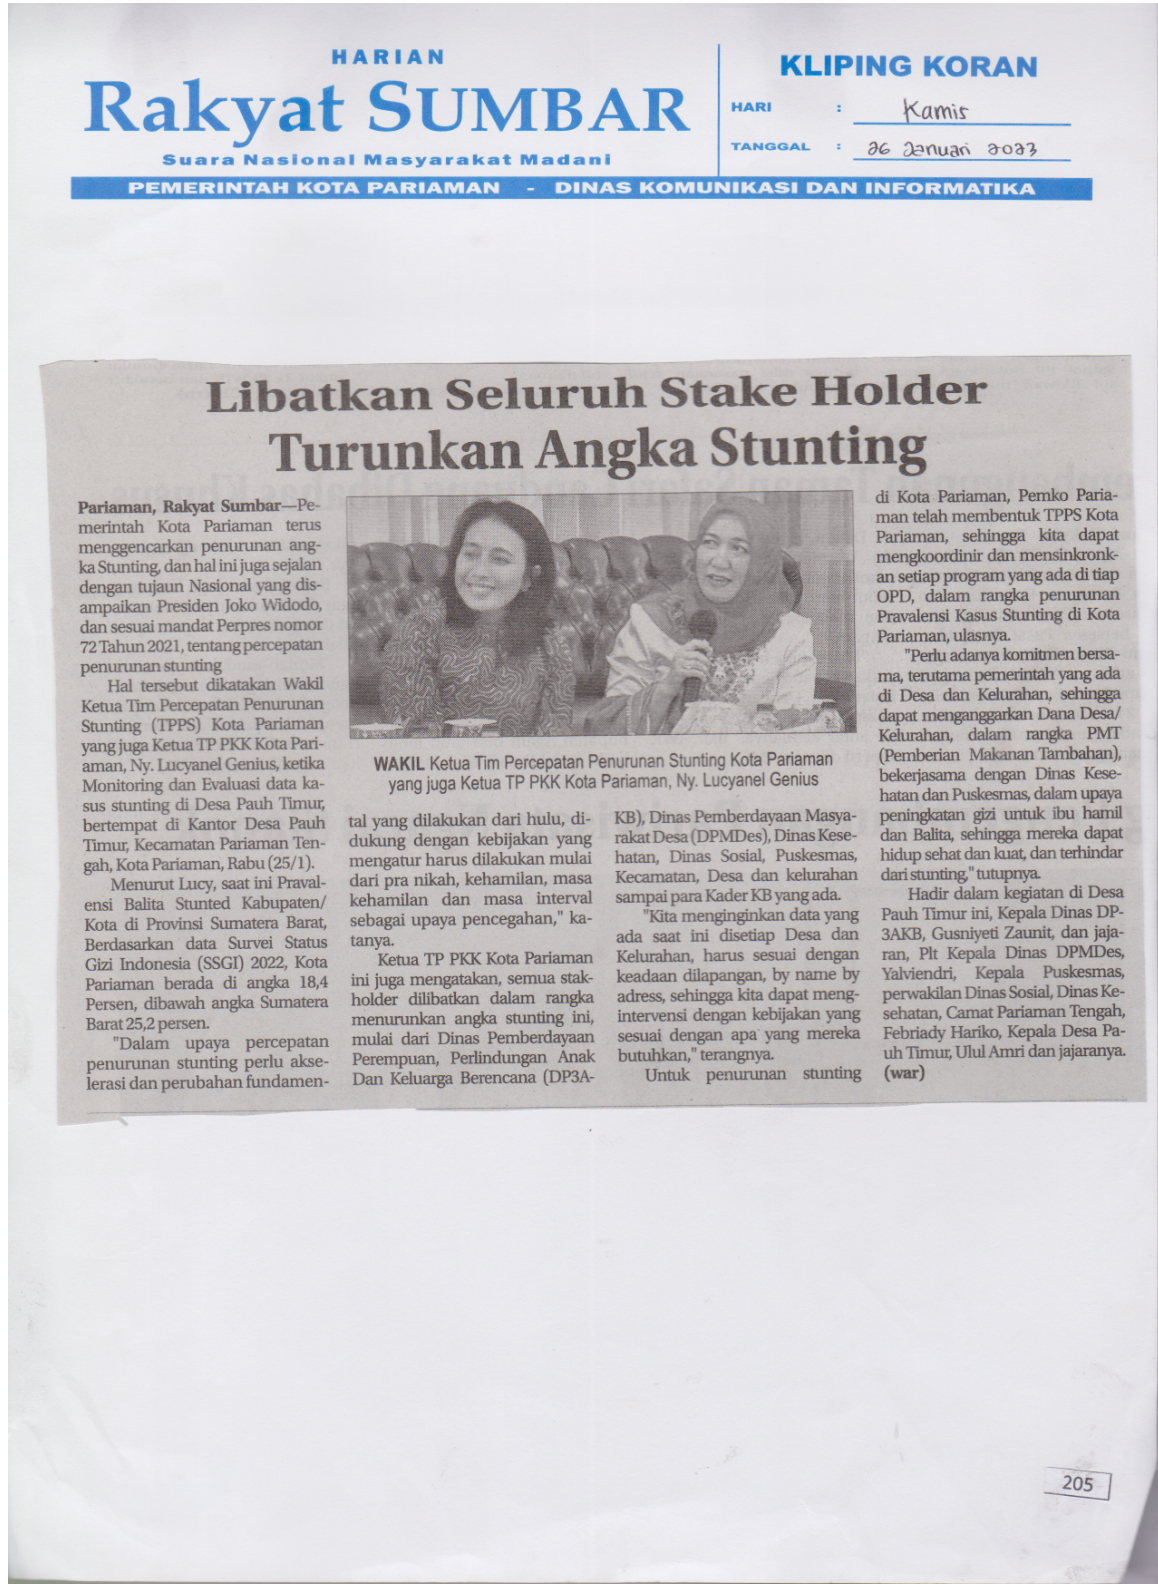 HARIAN
Rakyat SUMBAR
Suara Nasional Masyarakat Madani
KLIPING KORAN
HARI : Kamis
TANGGAL : 26 Januari 2023
PEMERINTAH KOTA PARIAMAN - DINAS KOMUNIKASI DAN INFORMATIKA
Libatkan Seluruh Stake Holder
Turunkan Angka Stunting
Pariaman, Rakyat Sumbar—Pe-
merintah Kota Pariaman terus
menggencarkan penurunan ang-
ka Stunting, dan hal ini juga sejalan
dengan tujaun Nasional yang dis-
ampaikan Presiden Joko Widodo,
dan sesuai mandat Perpres nomor
72 Tahun 2021, tentang percepatan
penurunan stunting
Hal tersebut dikatakan Wakil
Ketua Tim Percepatan Penurunan
Stunting (TPPS) Kota Pariaman
yang juga Ketua TP PKK Kota Pari-
aman, Ny. Lucyanel Genius, ketika
Monitoring dan Evaluasi data ka-
sus stunting di Desa Pauh Timur,
bertempat di Kantor Desa Pauh
Timur, Kecamatan Pariaman Ten-
gah, Kota Pariaman, Rabu (25/1).
Menurut Lucy, saat ini Praval-
ensi Balita Stunted Kabupaten/
Kota di Provinsi Sumatera Barat,
Berdasarkan data Survei Status
Gizi Indonesia (SSGI) 2022, Kota
Pariaman berada di angka 18,4
Persen, dibawah angka Sumatera
Barat 25,2 persen.
"Dalam upaya percepatan
penurunan stunting perlu akse-
lerasi dan perubahan fundamen-
WAKIL Ketua Tim Percepatan Penurunan Stunting Kota Pariaman
yang juga Ketua TP PKK Kota Pariaman, Ny. Lucyanel Genius
tal yang dilakukan dari hulu, di-
dukung dengan kebijakan yang
mengatur harus dilakukan mulai
dari pra nikah, kehamilan, masa
kehamilan dan masa interval
sebagai upaya pencegahan," ka-
tanya.
Ketua TP PKK Kota Pariaman
ini juga mengatakan, semua stak-
holder dilibatkan dalam rangka
menurunkan angka stunting ini,
mulai dari Dinas Pemberdayaan
Perempuan, Perlindungan Anak
Dan Keluarga Berencana (DP3A-
KB), Dinas Pemberdayaan Masya-
rakat Desa (DPMDes), Dinas Kese-
hatan, Dinas Sosial, Puskesmas,
Kecamatan, Desa dan kelurahan
sampai para Kader KB yang ada.
"Kita menginginkan data yang
ada saat ini disetiap Desa dan
Kelurahan, harus sesuai dengan
keadaan dilapangan, by name by
adress, sehingga kita dapat meng-
intervensi dengan kebijakan yang
sesuai dengan apa yang mereka
butuhkan," terangnya.
Untuk penurunan stunting
di Kota Pariaman, Pemko Paria-
man telah membentuk TPPS Kota
Pariaman, sehingga kita dapat
mengkoordinir dan mensinkronk-
an setiap program yang ada di tiap
OPD, dalam rangka penurunan
Pravalensi Kasus Stunting di Kota
Pariaman, ulasnya.
"Perlu adanya komitmen bersa-
ma, terutama pemerintah yang ada
di Desa dan Kelurahan, sehingga
dapat menganggarkan Dana Desa/
Kelurahan, dalam rangka PMT
(Pemberian Makanan Tambahan),
bekerjasama dengan Dinas Kese-
hatan dan Puskesmas, dalam upaya
peningkatan gizi untuk ibu hamil
dan Balita, sehingga mereka dapat
hidup sehat dan kuat, dan terhindar
dari stunting," tutupnya.
Hadir dalam kegiatan di Desa
Pauh Timur ini, Kepala Dinas DP-
3AKB, Gusniyeti Zaunit, dan jaja-
ran, Plt Kepala Dinas DPMDes,
Yalviendri, Kepala Puskesmas,
perwakilan Dinas Sosial, Dinas Ke-
sehatan, Camat Pariaman Tengah,
Febriady Hariko, Kepala Desa Pa-
uh Timur, Ulul Amri dan jajaranya.
(war)
205